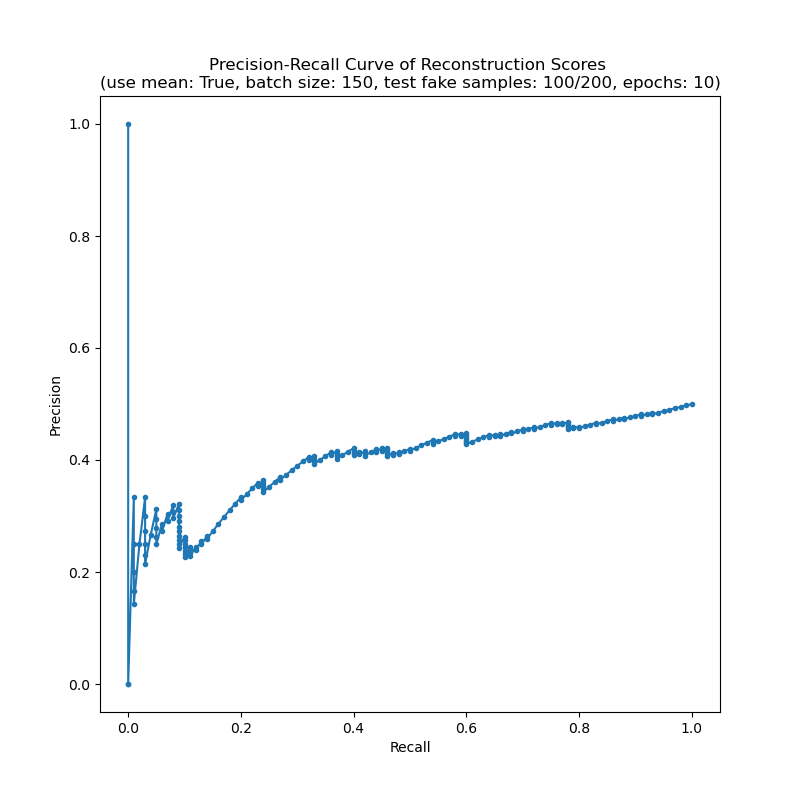 Precision-Recall Curve of Reconstruction Scores
(use mean: True, batch size: 150, test fake samples: 100/200, epochs: 10)
1.0
0.8
0.6
0.4
0.2
0.0
Precision
0.0 0.2 0.4 0.6 0.8 1.0
Recall